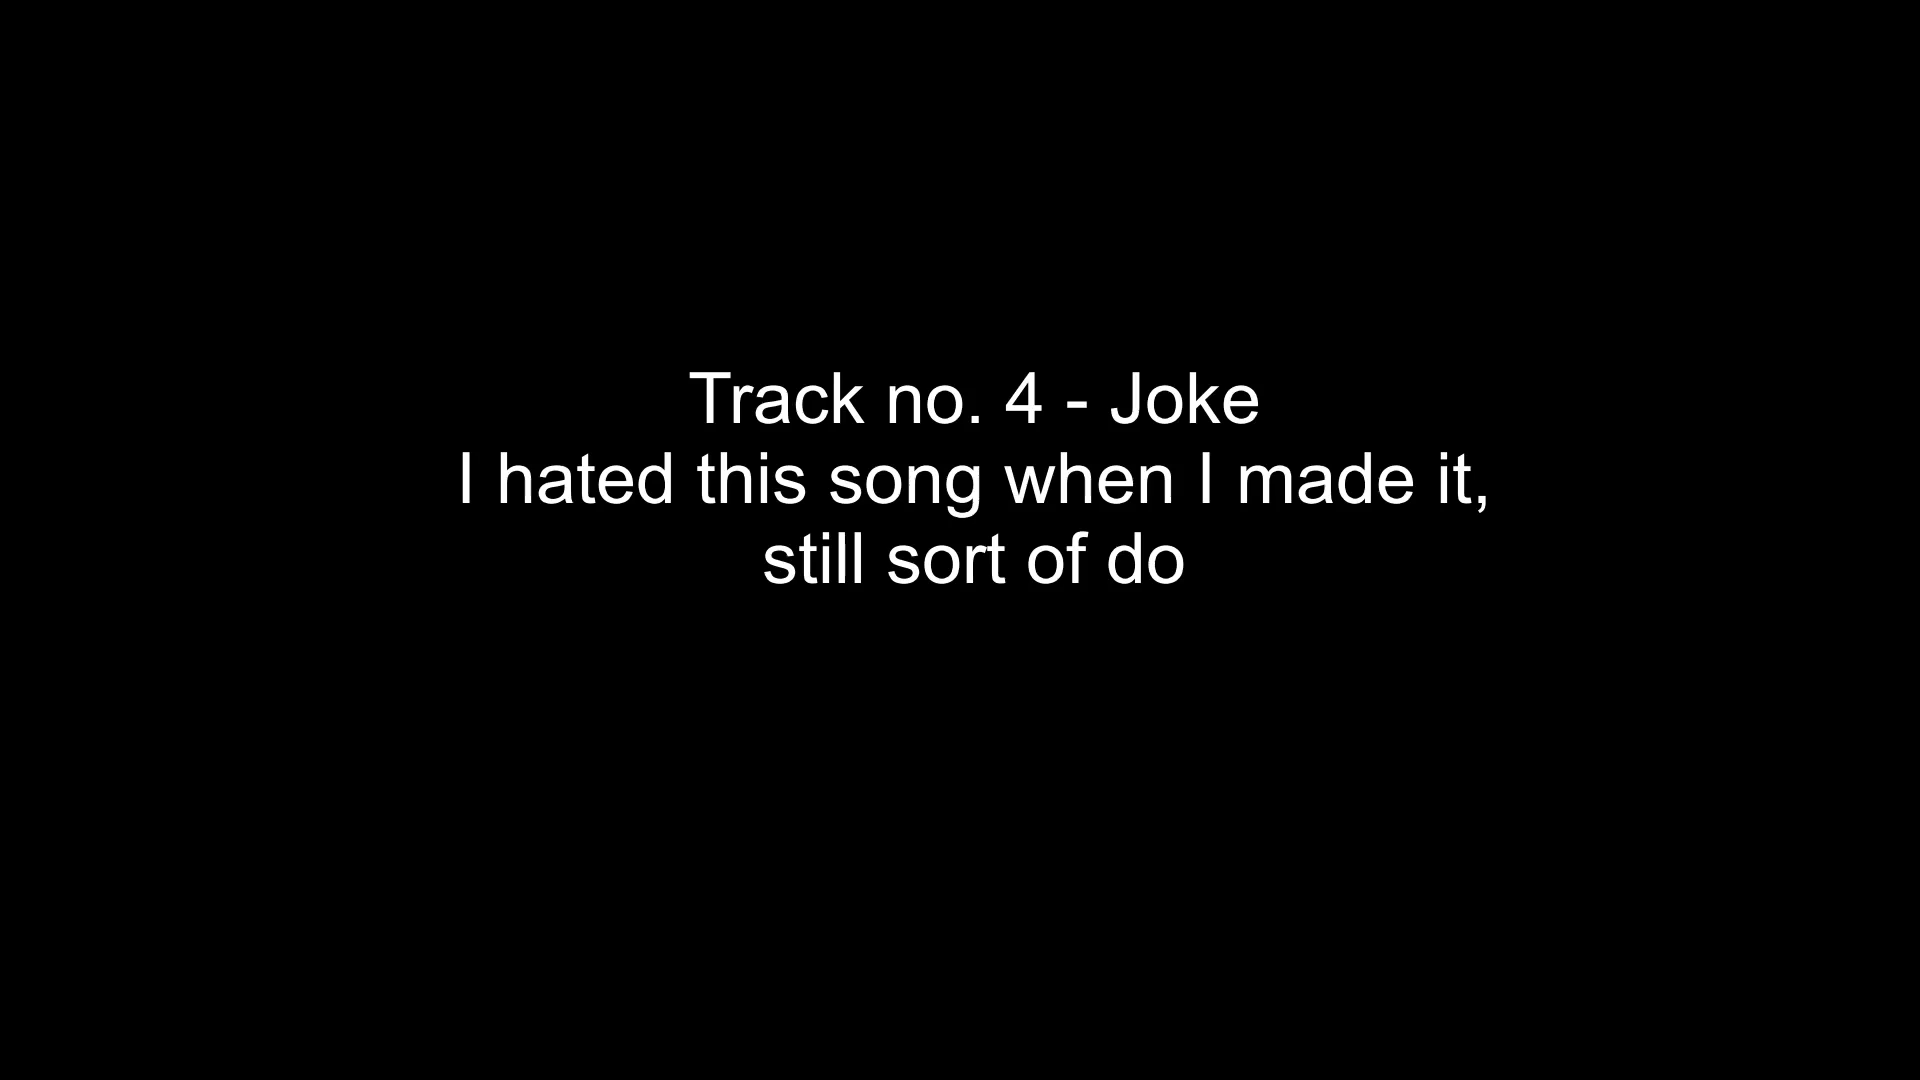 Track no. 4 - Joke
I hated this song when I made it,
still sort of do